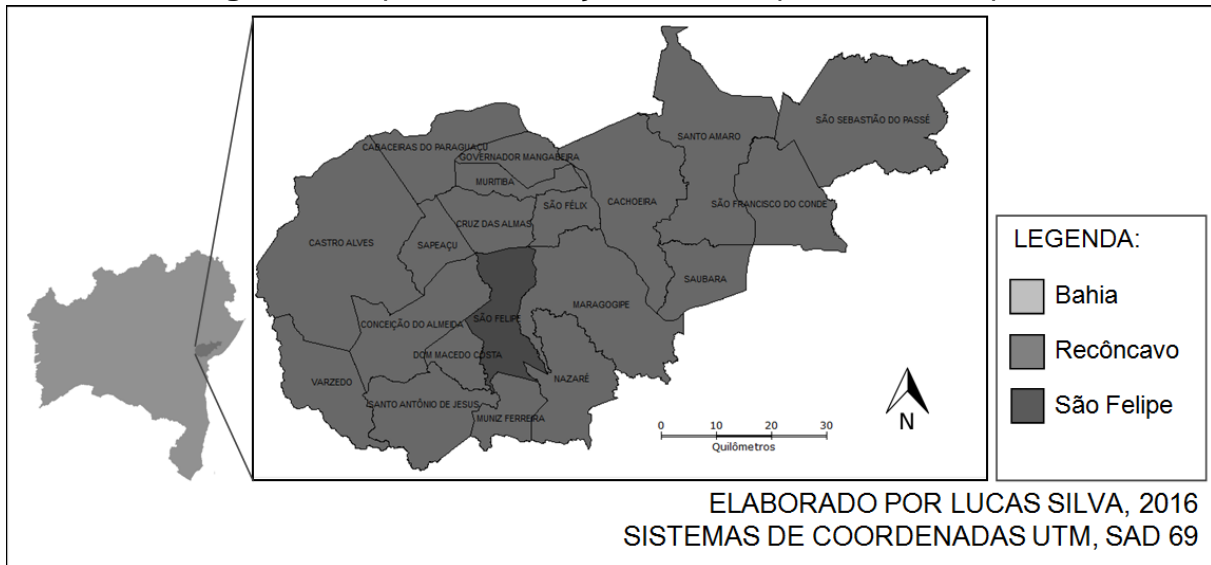 SÃO SEBASTIÃO DO PASSÉ
SANTO AMARO
CABACEIRAS DO PARAGUAÇU
GOVERNADOR MANGABEIRA
MURITIBA
SÃO FÉLIX
CACHOEIRA
SÃO FRANCISCO DO CONDE
CRUZ DAS ALMAS
CASTRO ALVES
SAPEAÇU
SAUBARA
MARAGOGIPE
SÃO FELIPE
CONCEIÇÃO DO ALMEIDA
DOM MACEDO COSTA
VARZEDO
NAZARÉ
SANTO ANTÔNIO DE JESUS
MUNIZ FERREIRA
0 10 20 30
Quilômetros
N
LEGENDA:
Bahia
Recôncavo
São Felipe
ELABORADO POR LUCAS SILVA, 2016
SISTEMAS DE COORDENADAS UTM, SAD 69